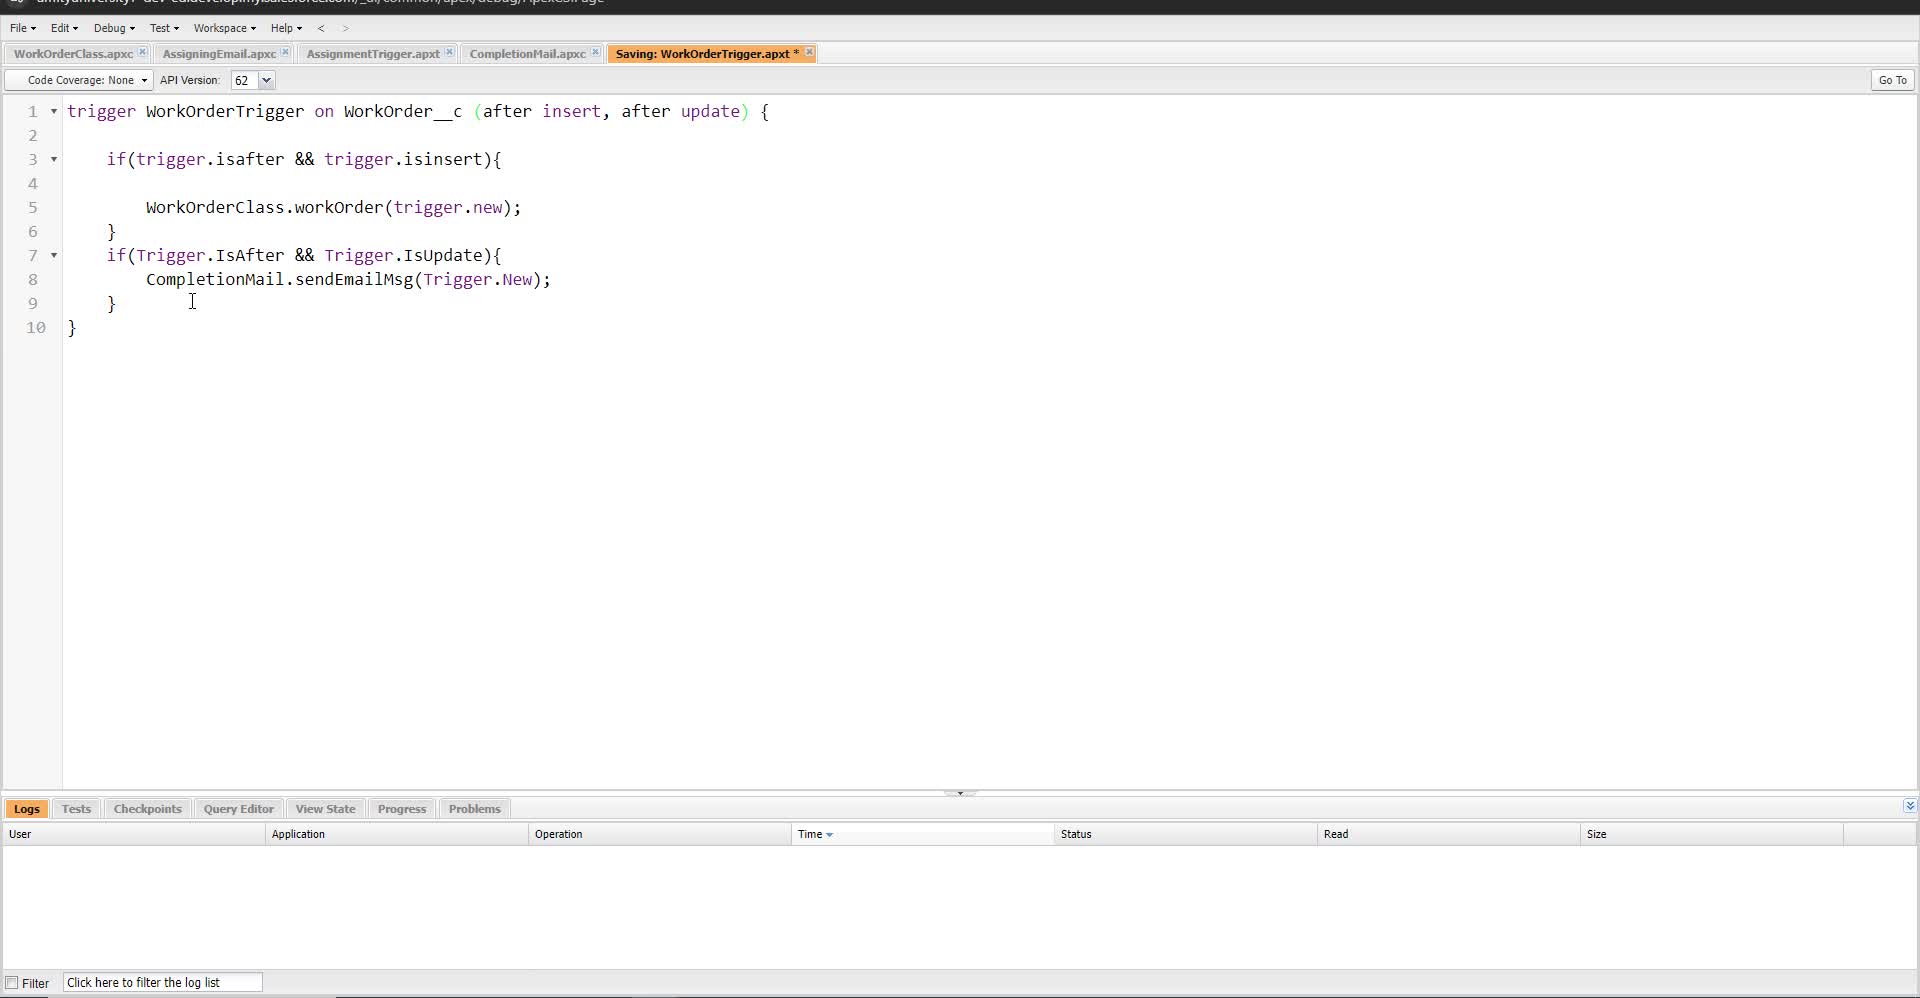 File Edit Debug Test Workspace Help < >
WorkOrderClass.apxc AssigningEmail.apxc AssignmentTrigger.apxt CompletionMail.apxc Saving: WorkOrderTrigger.apxt *
Code Coverage: None API Version: 62 Go To
1 trigger WorkOrderTrigger on WorkOrder__c (after insert, after update) {
2
3 if(trigger.isafter && trigger.isinsert){
4
5 WorkOrderClass.workOrder(trigger.new);
6 }
7 if(Trigger.IsAfter && Trigger.IsUpdate){
8 CompletionMail.sendEmailMsg(Trigger.New);
9 }
10 }
Logs Tests Checkpoints Query Editor View State Progress Problems
User Application Operation Time Status Read Size
Filter Click here to filter the log list